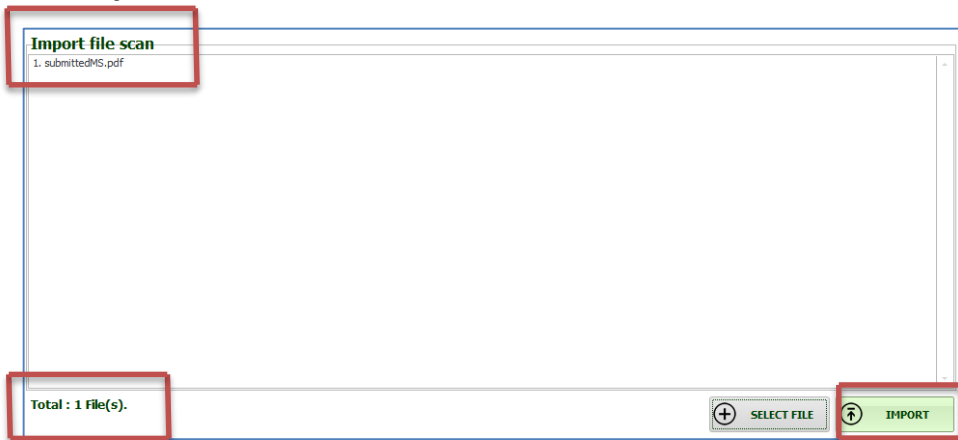 Import file scan
1. submittedMS.pdf
Total : 1 File(s).
SELECT FILE
IMPORT